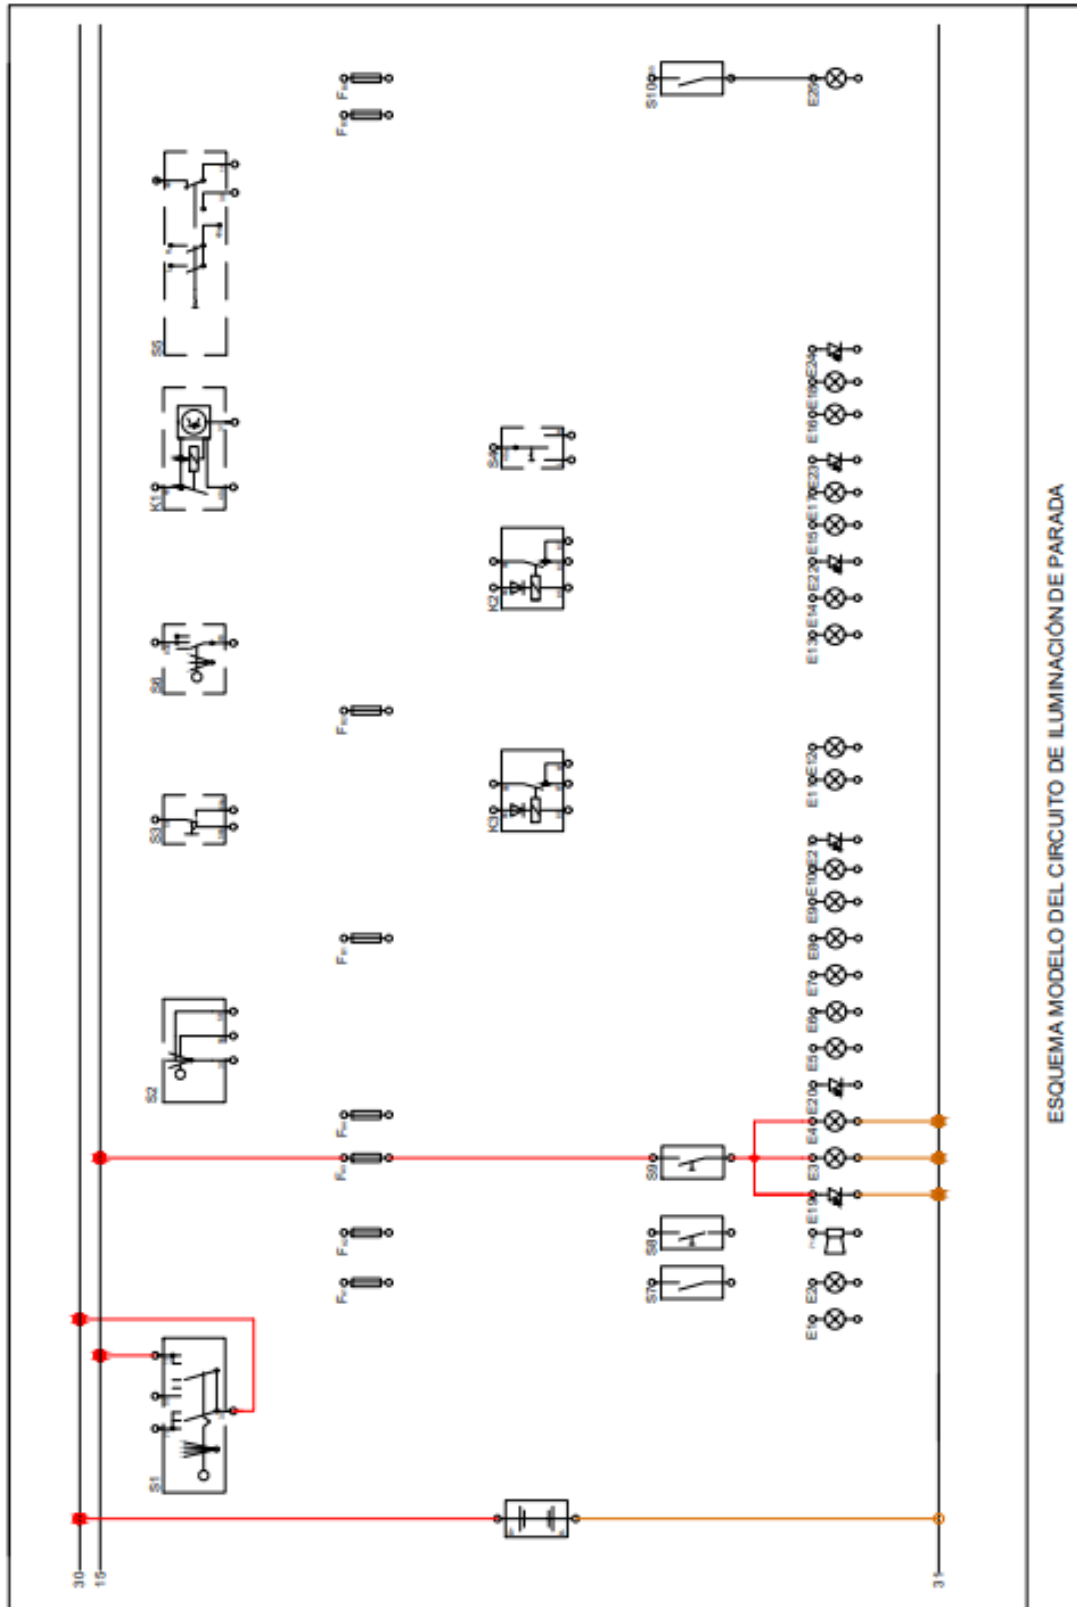 30
15
31
S1
S2
S3
S6
K1
S5
K3
K2
S4
S7
S8
S9
S10
E1
E2
E19
E3
E4
E20
E5
E6
E7
E8
E9
E10
E21
E11
E12
E13
E14
E22
E15
E17
E23
E16
E18
E24
E25
ESQUEMA MODELO DEL CIRCUITO DE ILUMINACIÓN DE PARADA